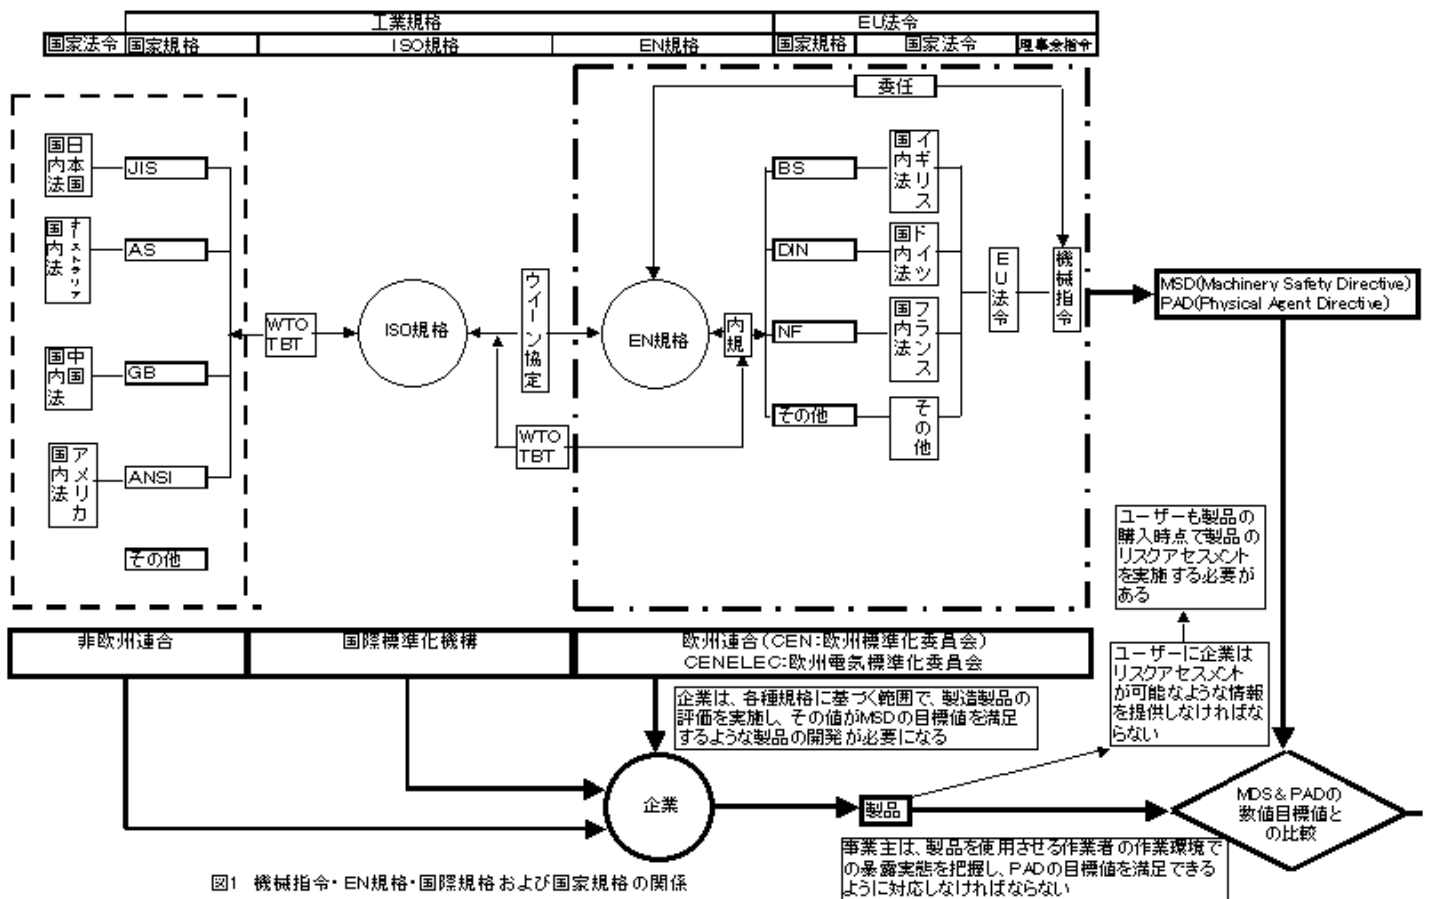 工業規格
EU法令
国家法令
国家規格
ISO規格
EN規格
国家規格
国家法令
理事会指令
委任
日本国
国内法
JIS
オーストラリア
国内法
AS
中国
国内法
GB
アメリカ
国内法
ANSI
その他
WTO
TBT
ISO規格
ウイーン協定
WTO
TBT
EN規格
内規
BS
イギリス
国内法
DIN
ドイツ
国内法
NF
フランス
国内法
その他
その他
EU法令
機械指令
MSD(Machinery Safety Directive)
PAD(Physical Agent Directive)
ユーザーも製品の
購入時点で製品の
リスクアセスメント
を実施する必要が
ある
非欧州連合
国際標準化機構
欧州連合(CEN:欧州標準化委員会)
CENELEC:欧州電気標準化委員会
ユーザーに企業は
リスクアセスメント
が可能なような情報
を提供しなければな
らない
企業は、各種規格に基づく範囲で、製造製品の
評価を実施し、その値がMSDの目標値を満足
するような製品の開発が必要になる
企業
製品
MDS&PADの
数値目標値と
の比較
事業主は、製品を使用させる作業者の作業環境で
の暴露実態を把握し、PADの目標値を満足できる
ように対応しなければならない
図1 機械指令・EN規格・国際規格および国家規格の関係